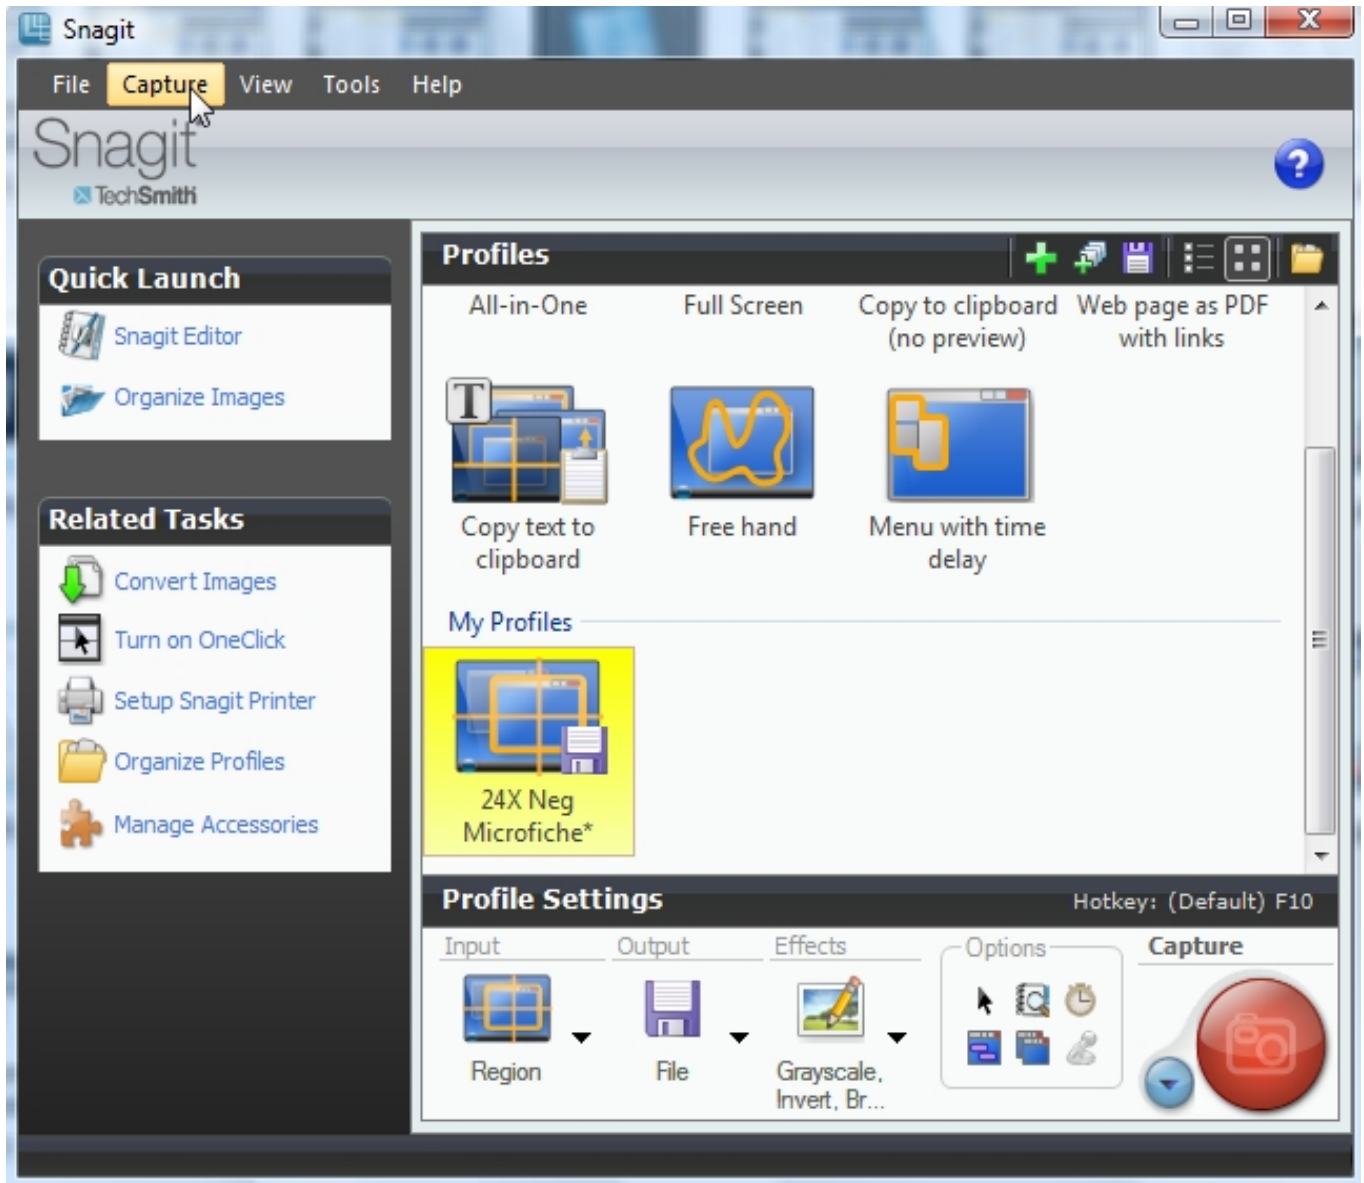 Snagit
File Capture View Tools Help
Snagit
TechSmith
?
Quick Launch
Snagit Editor
Organize Images
Related Tasks
Convert Images
Turn on OneClick
Setup Snagit Printer
Organize Profiles
Manage Accessories
Profiles
All-in-One
Full Screen
Copy to clipboard
(no preview)
Web page as PDF
with links
T
Copy text to
clipboard
Free hand
Menu with time
delay
My Profiles
24X Neg
Microfiche*
Profile Settings
Hotkey: (Default) F10
Input
Output
Effects
Options
Capture
Region
File
Grayscale,
Invert, Br...